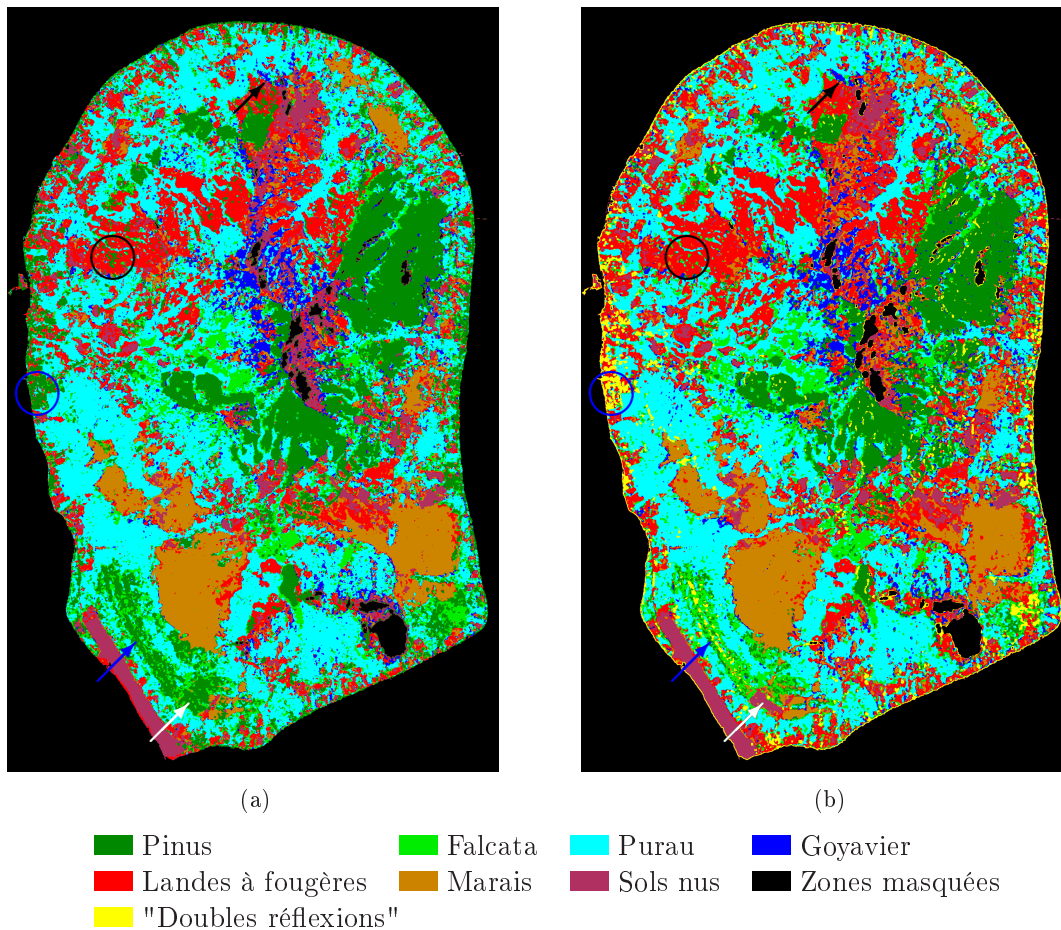 (a)
(b)
Pinus
Falcata
Purau
Goyavier
Landes à fougères
Marais
Sols nus
Zones masquées
"Doubles réflexions"